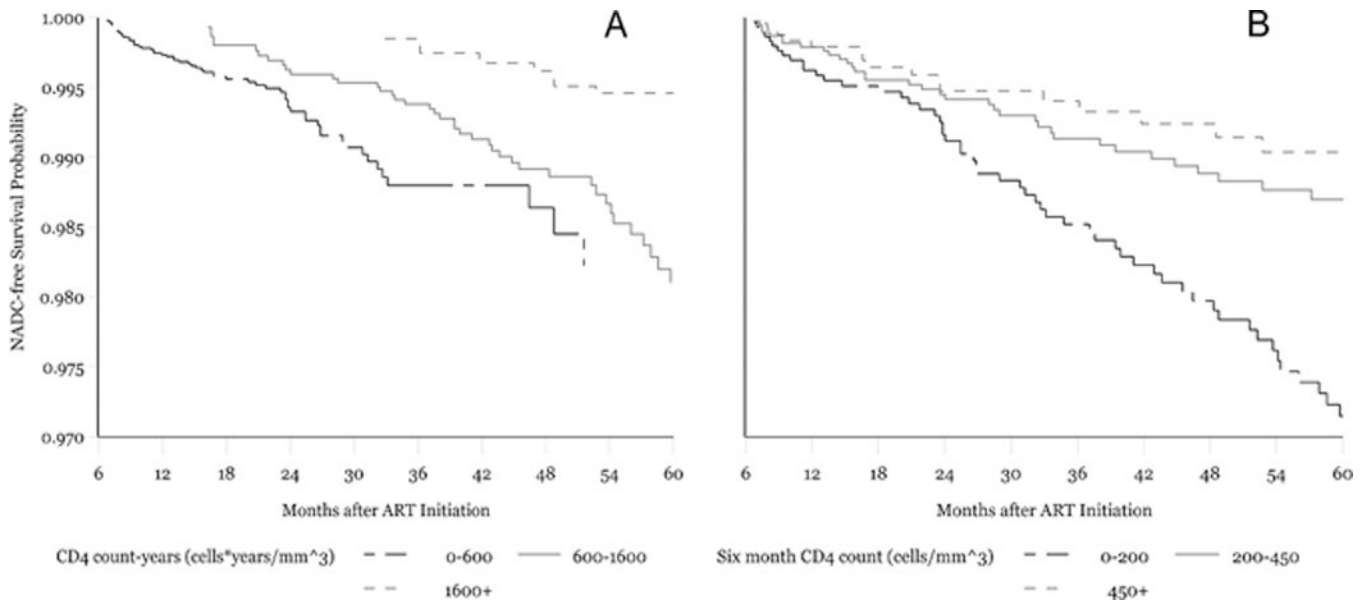 A
B
NADC-free Survival Probability
1.000
0.995
0.990
0.985
0.980
0.975
0.970
6 12 18 24 30 36 42 48 54 60
6 12 18 24 30 36 42 48 54 60
Months after ART Initiation
Months after ART Initiation
CD4 count-years (cells*years/mm^3) 0-600 600-1600
1600+
Six month CD4 count (cells/mm^3) 0-200 200-450
450+